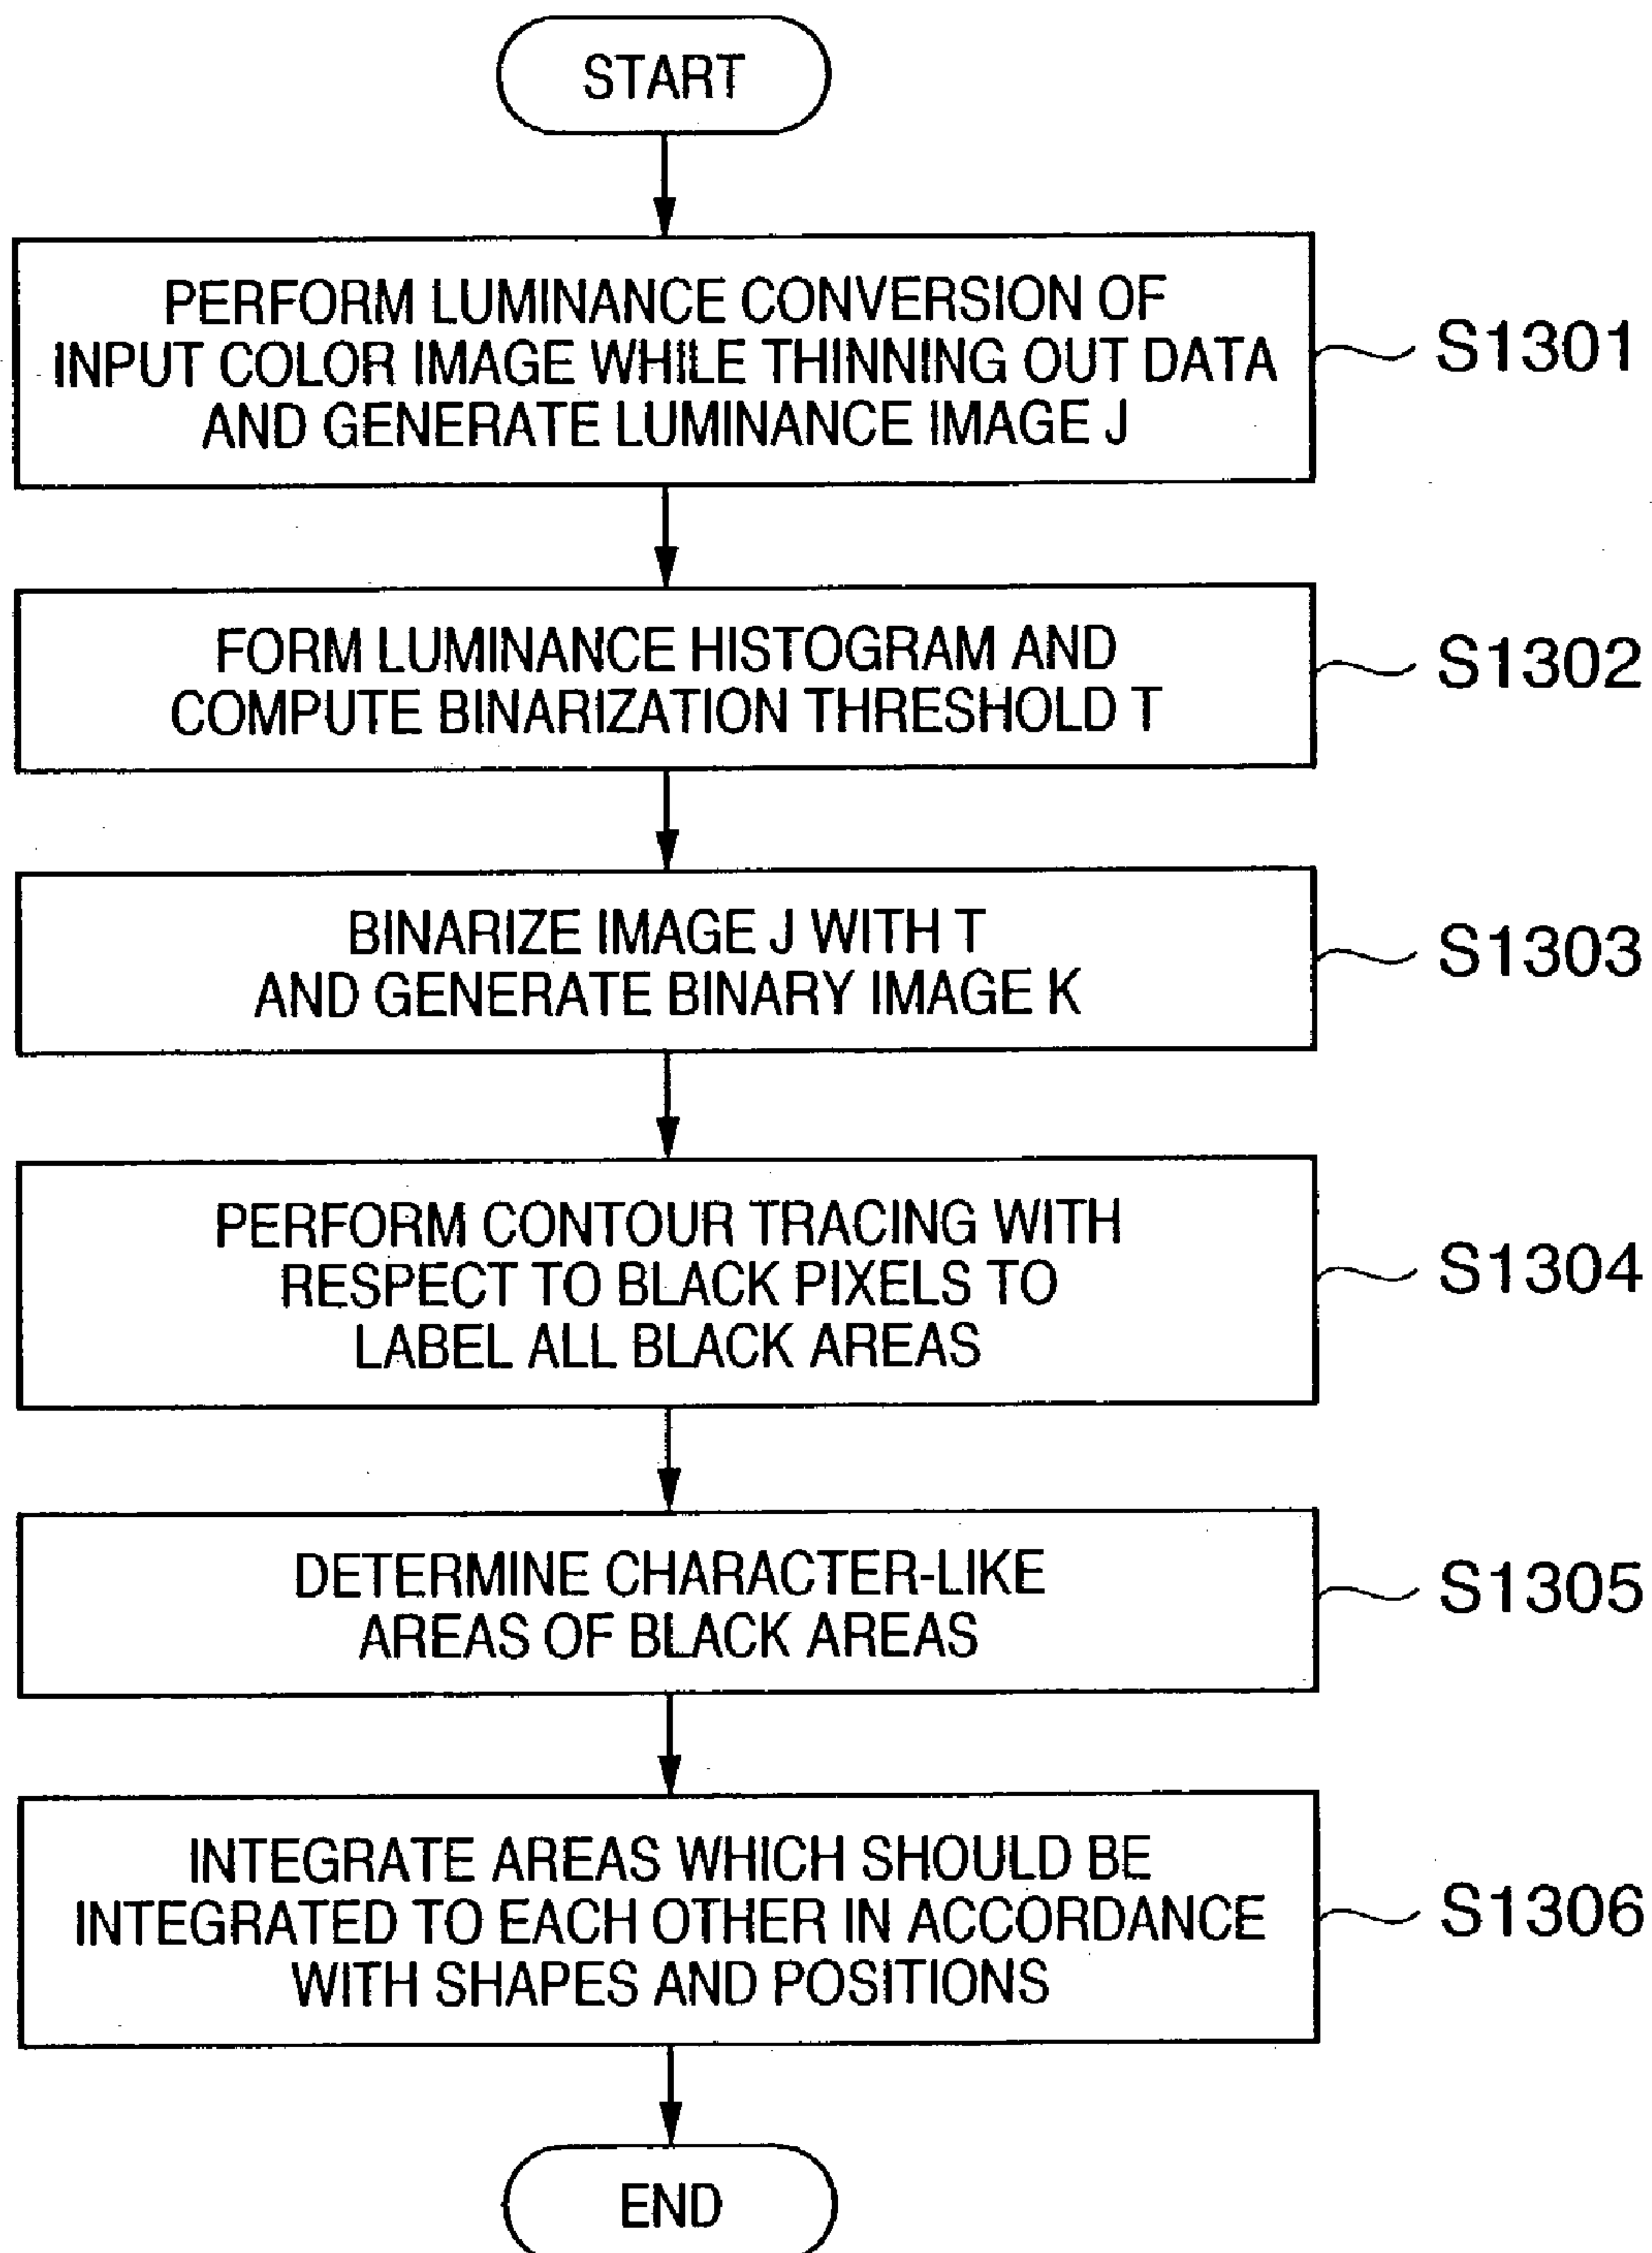 START
PERFORM LUMINANCE CONVERSION OF
INPUT COLOR IMAGE WHILE THINNING OUT DATA
AND GENERATE LUMINANCE IMAGE J
S1301
FORM LUMINANCE HISTOGRAM AND
COMPUTE BINARIZATION THRESHOLD T
S1302
BINARIZE IMAGE J WITH T
AND GENERATE BINARY IMAGE K
S1303
PERFORM CONTOUR TRACING WITH
RESPECT TO BLACK PIXELS TO
LABEL ALL BLACK AREAS
S1304
DETERMINE CHARACTER-LIKE
AREAS OF BLACK AREAS
S1305
INTEGRATE AREAS WHICH SHOULD BE
INTEGRATED TO EACH OTHER IN ACCORDANCE
WITH SHAPES AND POSITIONS
S1306
END